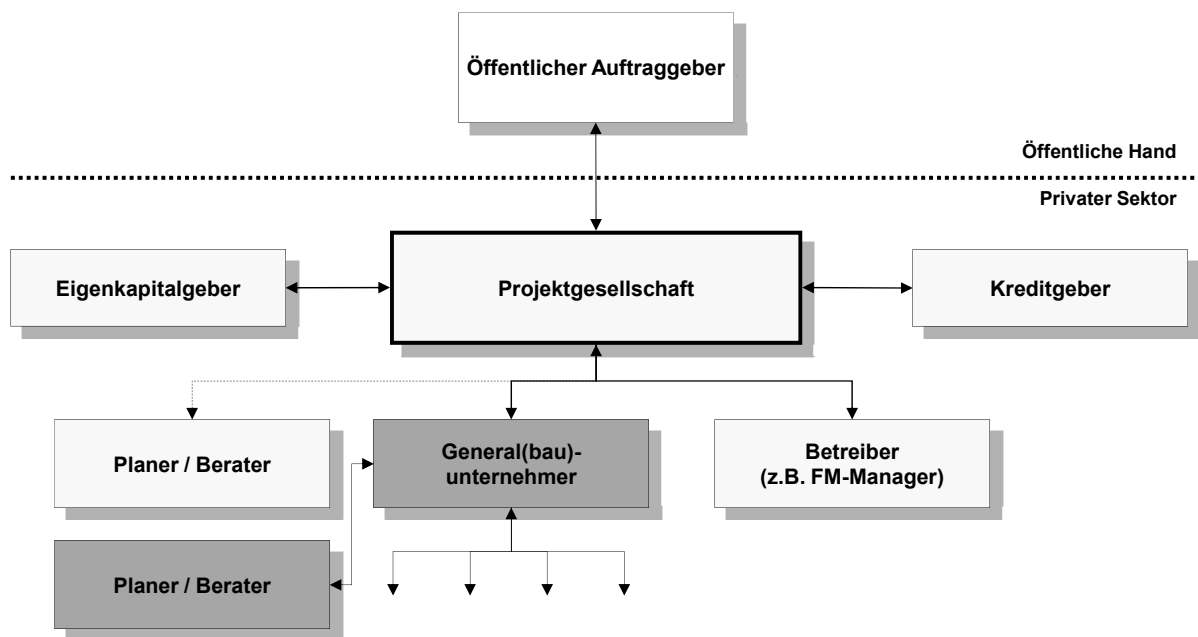 Öffentlicher Auftraggeber
Öffentliche Hand
Privater Sektor
Eigenkapitalgeber
Projektgesellschaft
Kreditgeber
Planer / Berater
General(bau)-
unternehmer
Betreiber
(z.B. FM-Manager)
Planer / Berater